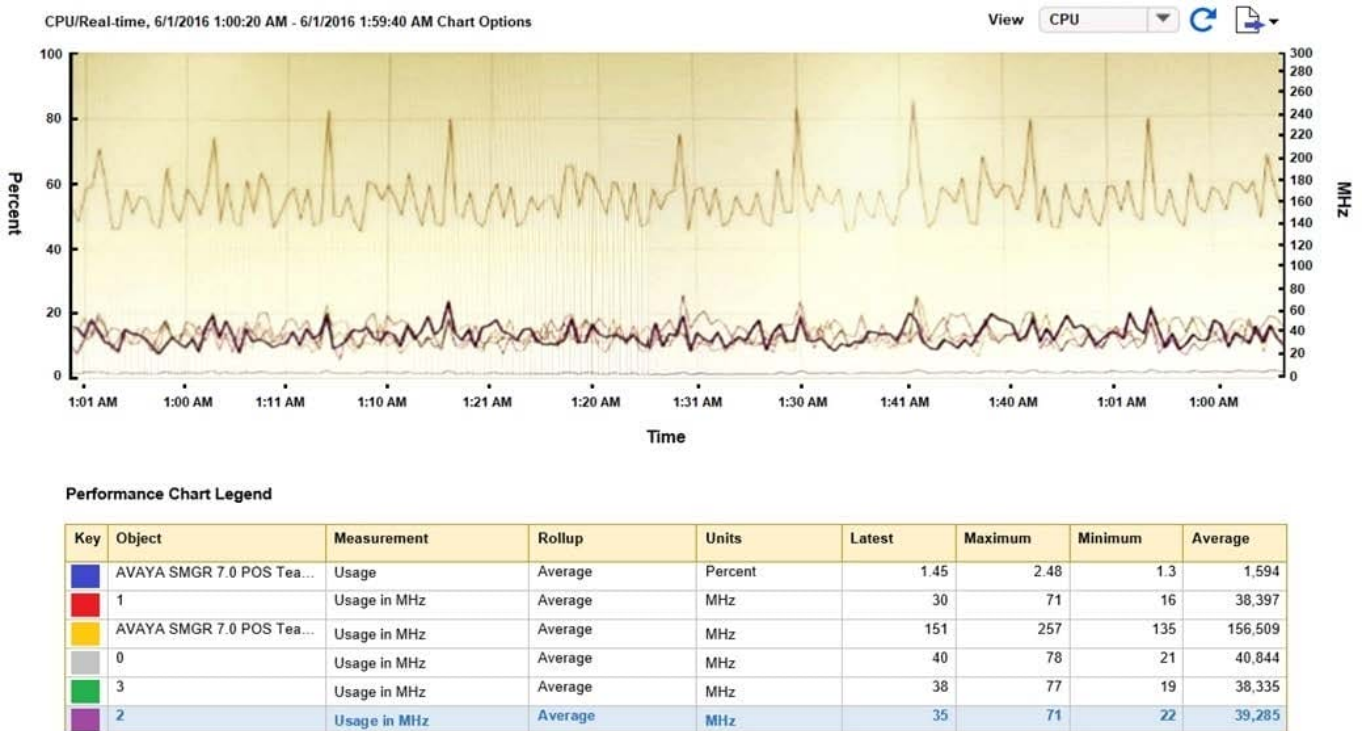 CPU/Real-time, 6/1/2016 1:00:20 AM - 6/1/2016 1:59:40 AM Chart Options
View CPU
100
80
60
40
20
0
Percent
300
280
260
240
220
200
180
160
140
120
100
80
60
40
20
0
MHz
1:01 AM 1:00 AM 1:11 AM 1:10 AM 1:21 AM 1:20 AM 1:31 AM 1:30 AM 1:41 AM 1:40 AM 1:01 AM 1:00 AM
Time
Performance Chart Legend
Key Object Measurement Rollup Units Latest Maximum Minimum Average
AVAYA SMGR 7.0 POS Tea... Usage Average Percent 1.45 2.48 1.3 1,594
1 Usage in MHz Average MHz 30 71 16 38,397
AVAYA SMGR 7.0 POS Tea... Usage in MHz Average MHz 151 257 135 156,509
0 Usage in MHz Average MHz 40 78 21 40,844
3 Usage in MHz Average MHz 38 77 19 38,335
2 Usage in MHz Average MHz 35 71 22 39,285